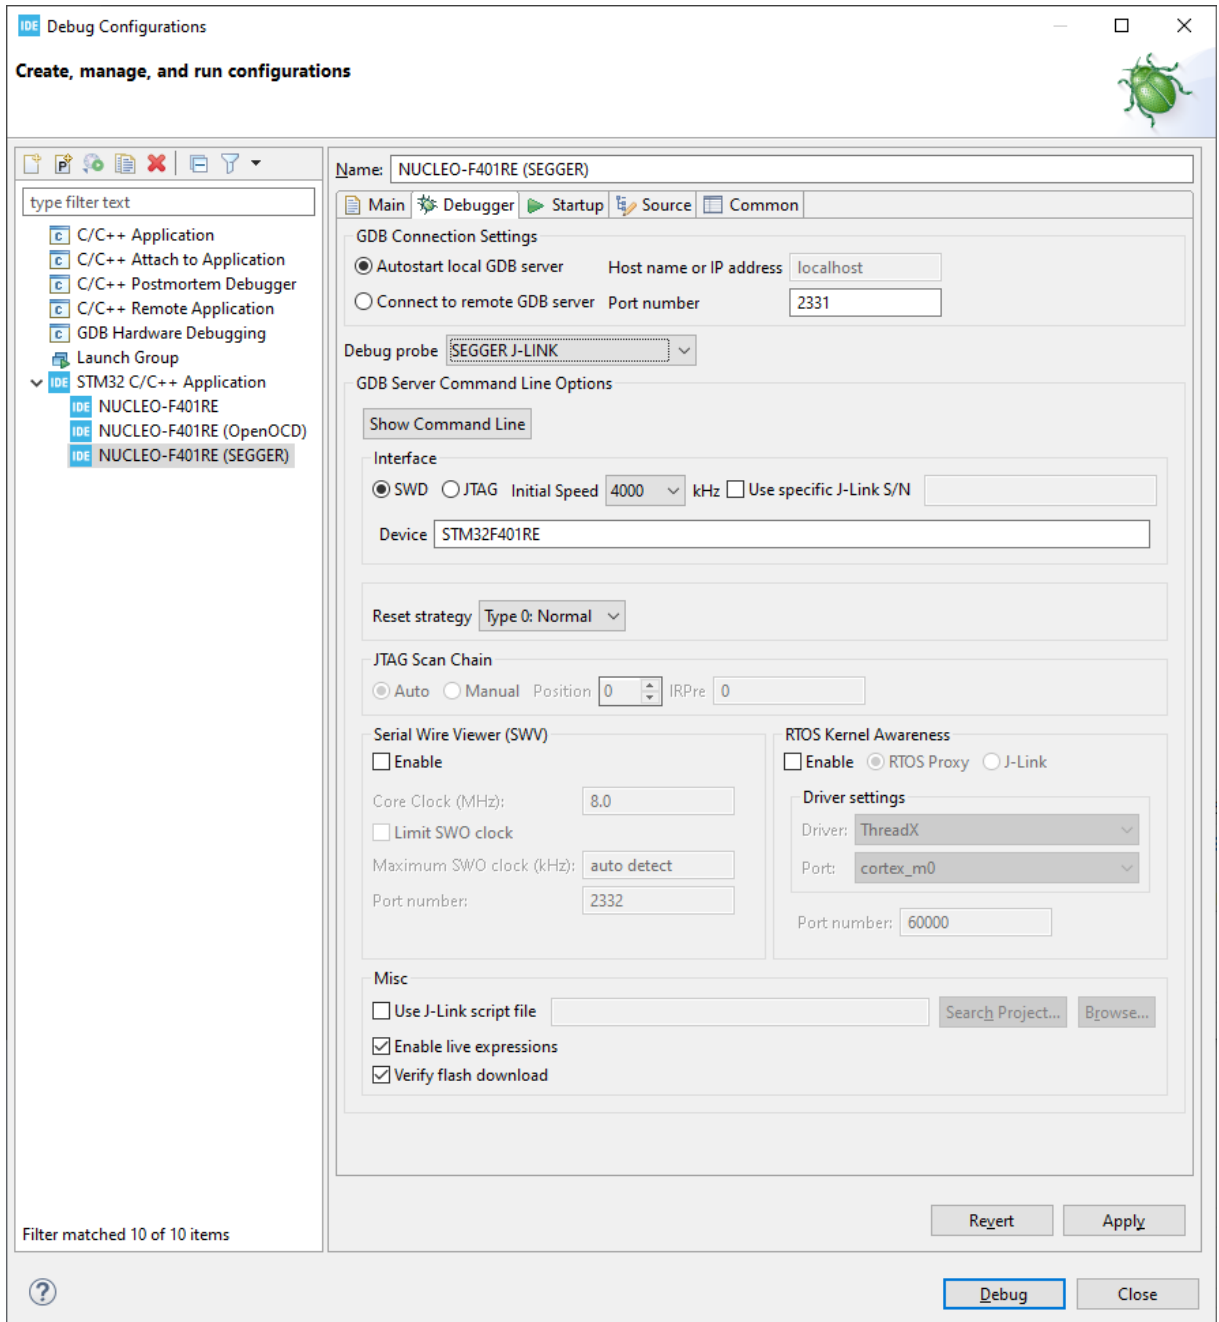 IDE Debug Configurations
Create, manage, and run configurations
type filter text
C/C++ Application
C/C++ Attach to Application
C/C++ Postmortem Debugger
C/C++ Remote Application
GDB Hardware Debugging
Launch Group
IDE STM32 C/C++ Application
IDE NUCLEO-F401RE
IDE NUCLEO-F401RE (OpenOCD)
IDE NUCLEO-F401RE (SEGGER)
Filter matched 10 of 10 items
Name: NUCLEO-F401RE (SEGGER)
Main Debugger Startup Source Common
GDB Connection Settings
Autostart local GDB server Host name or IP address localhost
Connect to remote GDB server Port number 2331
Debug probe SEGGER J-LINK
GDB Server Command Line Options
Show Command Line
Interface
SWD JTAG Initial Speed 4000 kHz Use specific J-Link S/N
Device STM32F401RE
Reset strategy Type 0: Normal
JTAG Scan Chain
Auto Manual Position 0 IRPre 0
Serial Wire Viewer (SWV)
Enable
Core Clock (MHz): 8.0
Limit SWO clock
Maximum SWO clock (kHz): auto detect
Port number: 2332
RTOS Kernel Awareness
Enable RTOS Proxy J-Link
Driver settings
Driver: ThreadX
Port: cortex_m0
Port number: 60000
Misc
Use J-Link script file Search Project... Browse...
Enable live expressions
Verify flash download
Revert Apply
? Debug Close